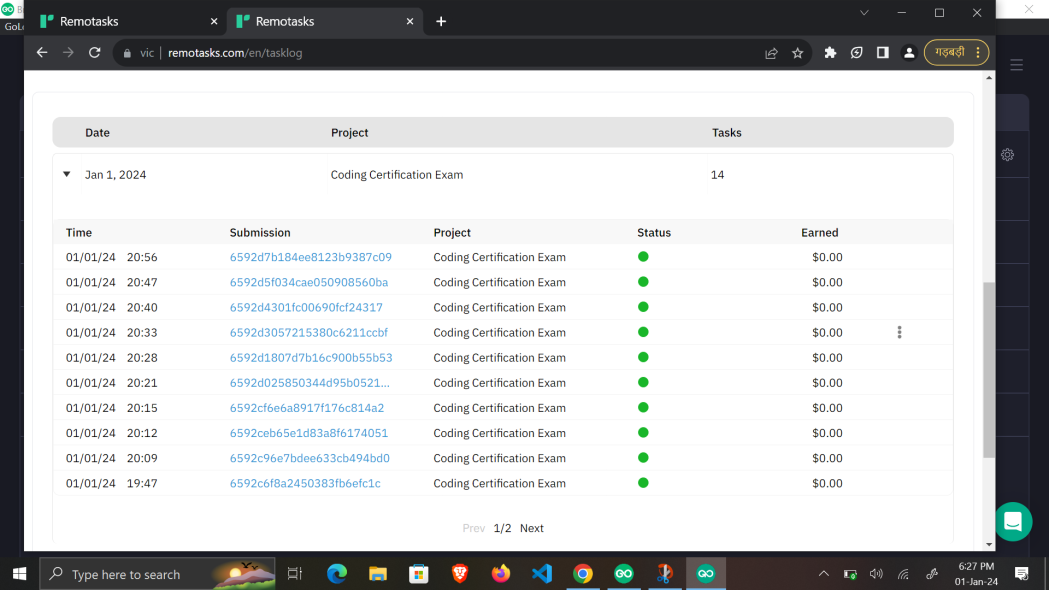 Remotasks
Remotasks
GoL
vic | remotasks.com/en/tasklog
गड़बड़ी
Date Project Tasks
Jan 1, 2024 Coding Certification Exam 14
Time Submission Project Status Earned
01/01/24 20:56 6592d7b184ee8123b9387c09 Coding Certification Exam $0.00
01/01/24 20:47 6592d5f034cae050908560ba Coding Certification Exam $0.00
01/01/24 20:40 6592d4301fc00690fcf24317 Coding Certification Exam $0.00
01/01/24 20:33 6592d3057215380c6211ccbf Coding Certification Exam $0.00
01/01/24 20:28 6592d1807d7b16c900b55b53 Coding Certification Exam $0.00
01/01/24 20:21 6592d025850344d95b0521... Coding Certification Exam $0.00
01/01/24 20:15 6592cf6e6a8917f176c814a2 Coding Certification Exam $0.00
01/01/24 20:12 6592ceb65e1d83a8f6174051 Coding Certification Exam $0.00
01/01/24 20:09 6592c96e7bdee633cb494bd0 Coding Certification Exam $0.00
01/01/24 19:47 6592c6f8a2450383fb6efc1c Coding Certification Exam $0.00
Prev 1/2 Next
Type here to search
6:27 PM
01-Jan-24